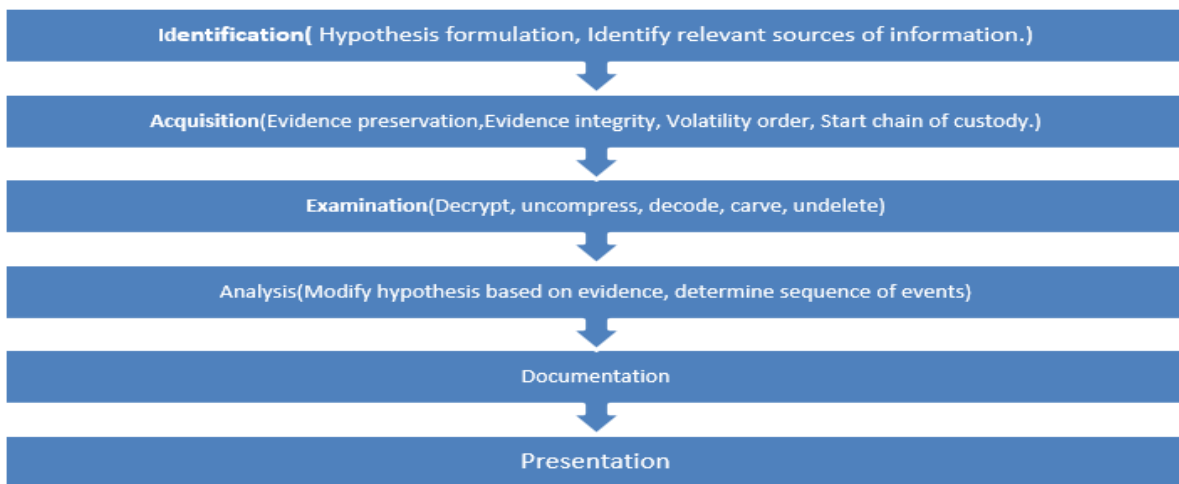 Identification( Hypothesis formulation, Identify relevant sources of information.)
Acquisition(Evidence preservation,Evidence integrity, Volatility order, Start chain of custody.)
Examination(Decrypt, uncompress, decode, carve, undelete)
Analysis(Modify hypothesis based on evidence, determine sequence of events)
Documentation
Presentation